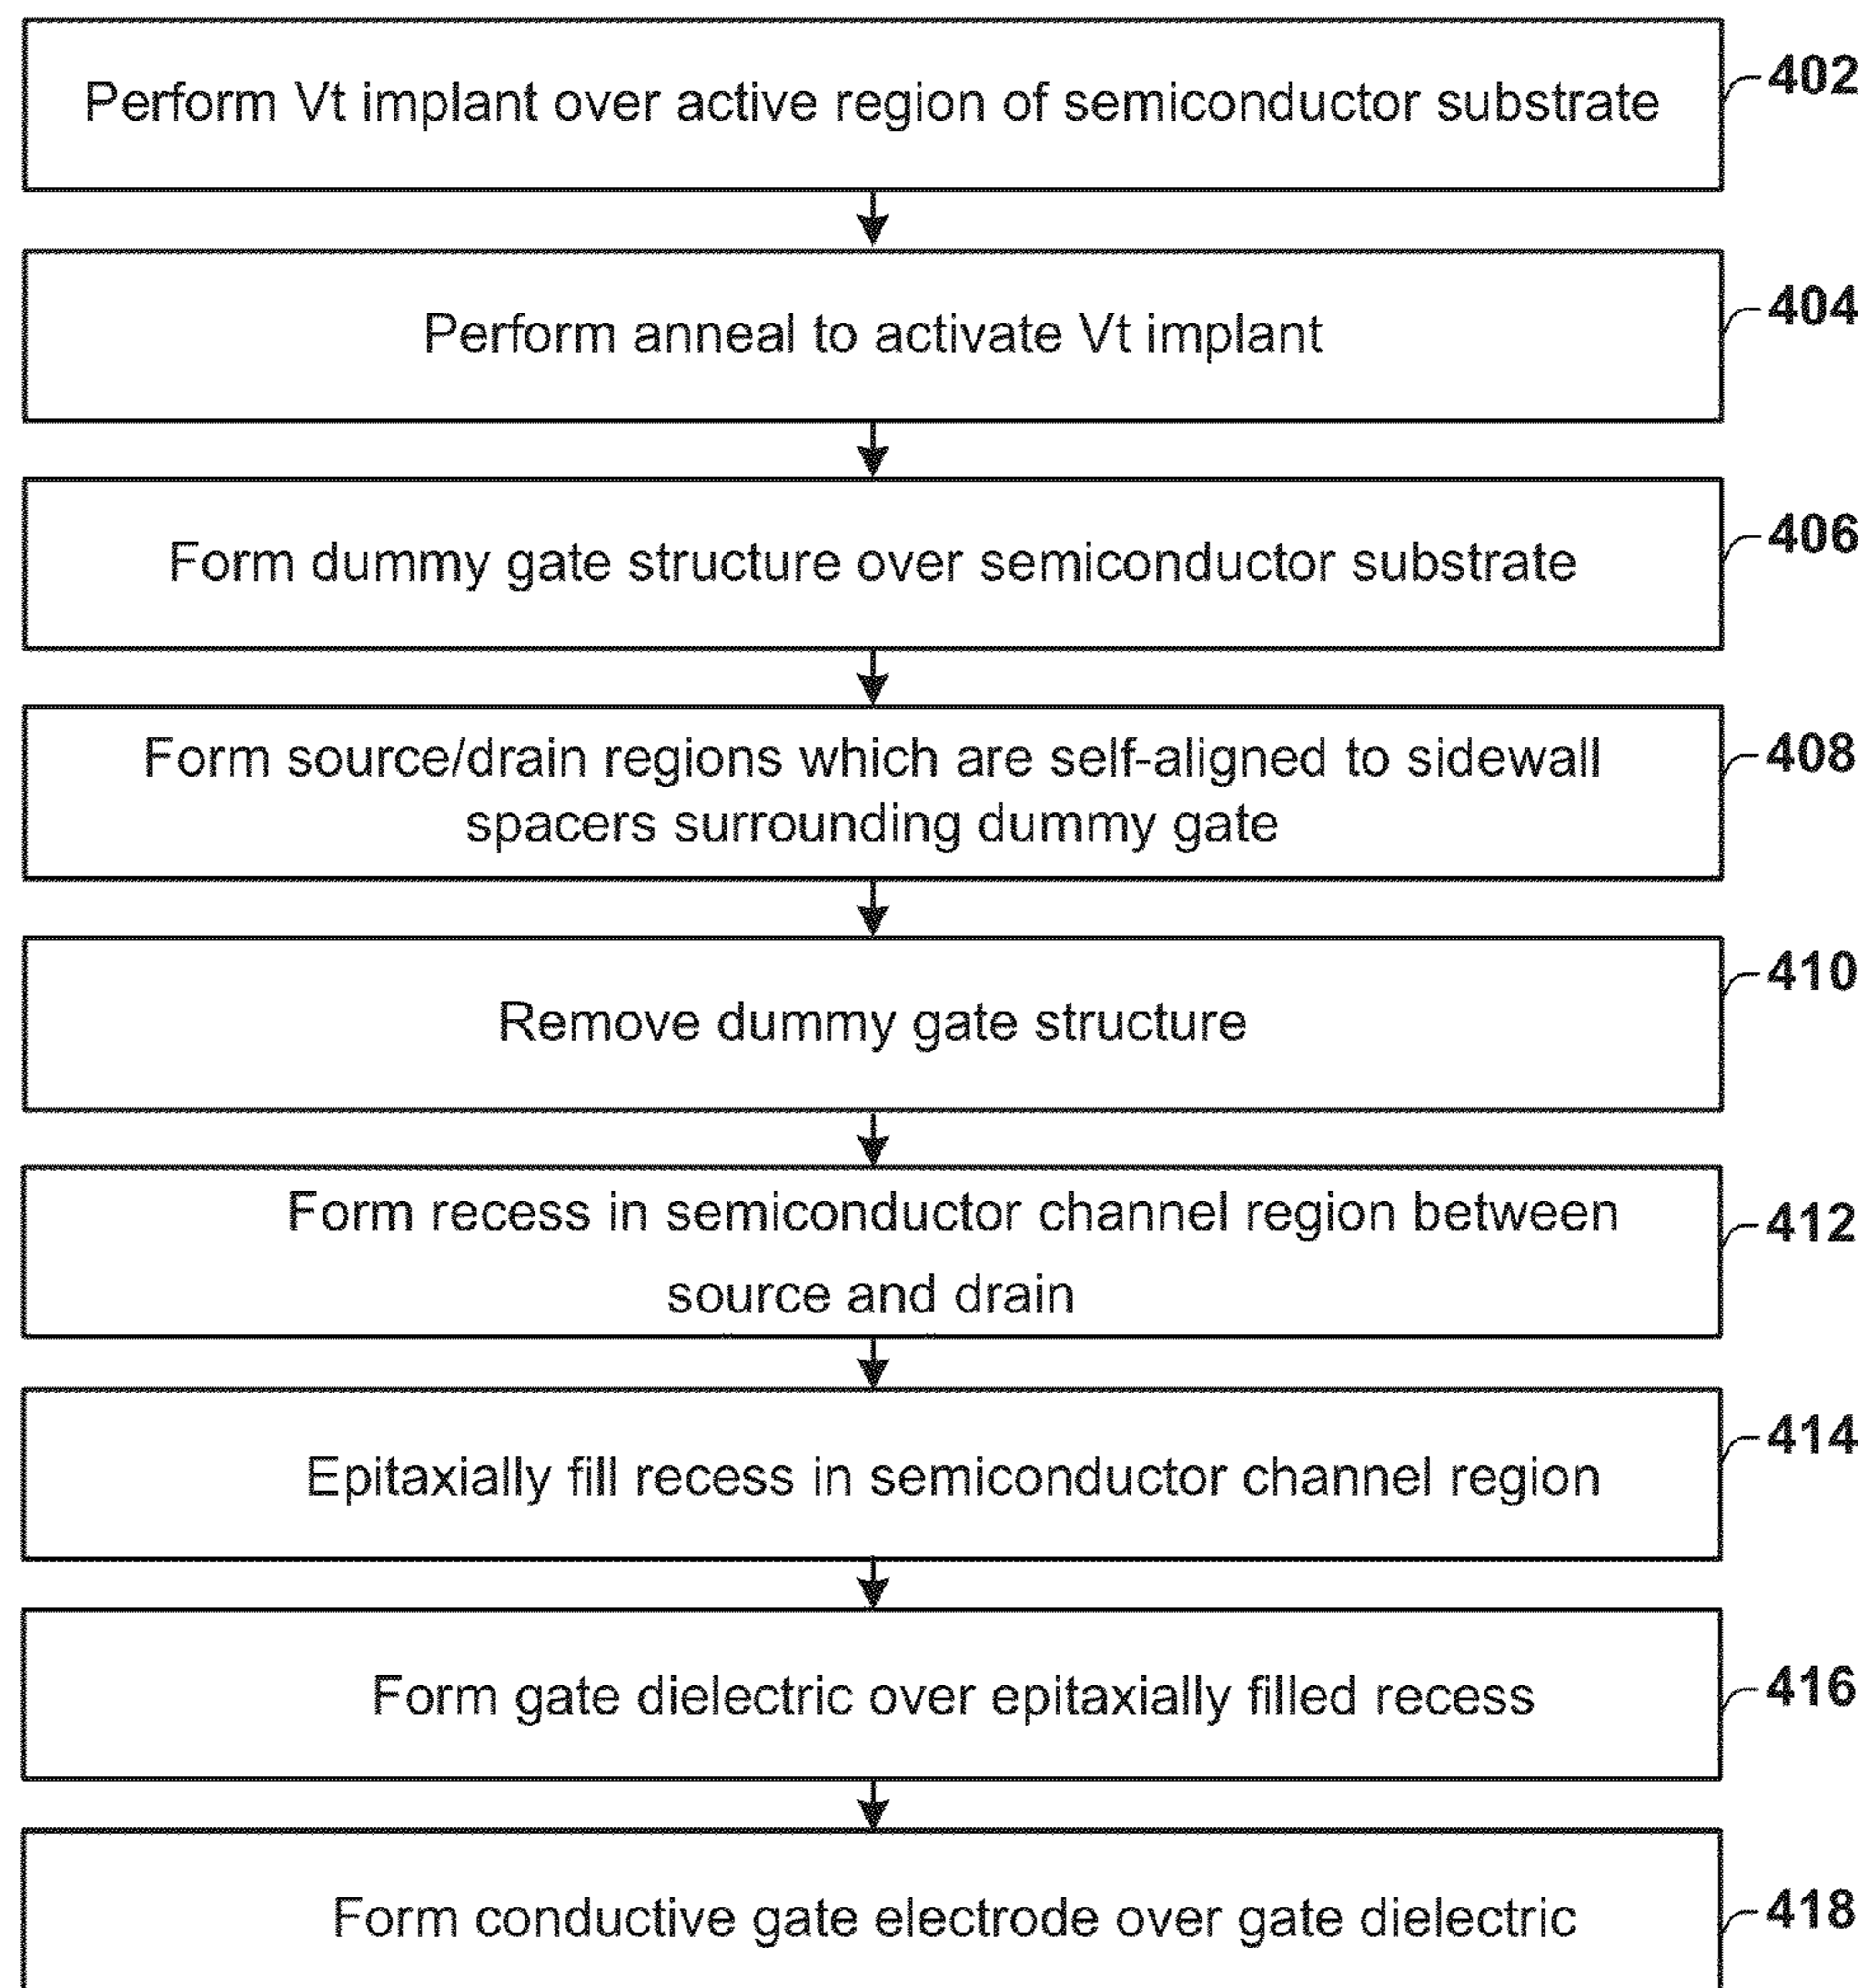 Perform Vt implant over active region of semiconductor substrate
402
Perform anneal to activate Vt implant
404
Form dummy gate structure over semiconductor substrate
406
Form source/drain regions which are self-aligned to sidewall
spacers surrounding dummy gate
408
Remove dummy gate structure
410
Form recess in semiconductor channel region between
source and drain
412
Epitaxially fill recess in semiconductor channel region
414
Form gate dielectric over epitaxially filled recess
416
Form conductive gate electrode over gate dielectric
418